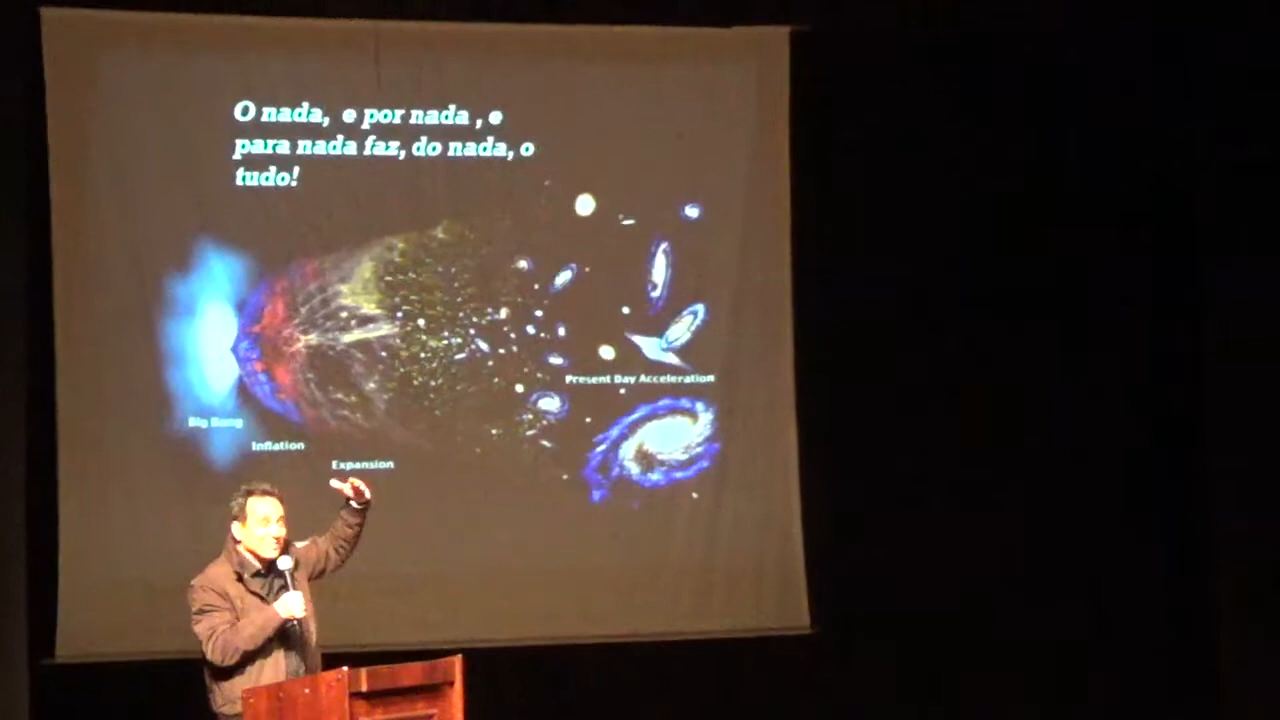 O nada, e por nada , e
para nada faz, do nada, o
tudo!
Present Day Acceleration
Big Bang
Inflation
Expansion